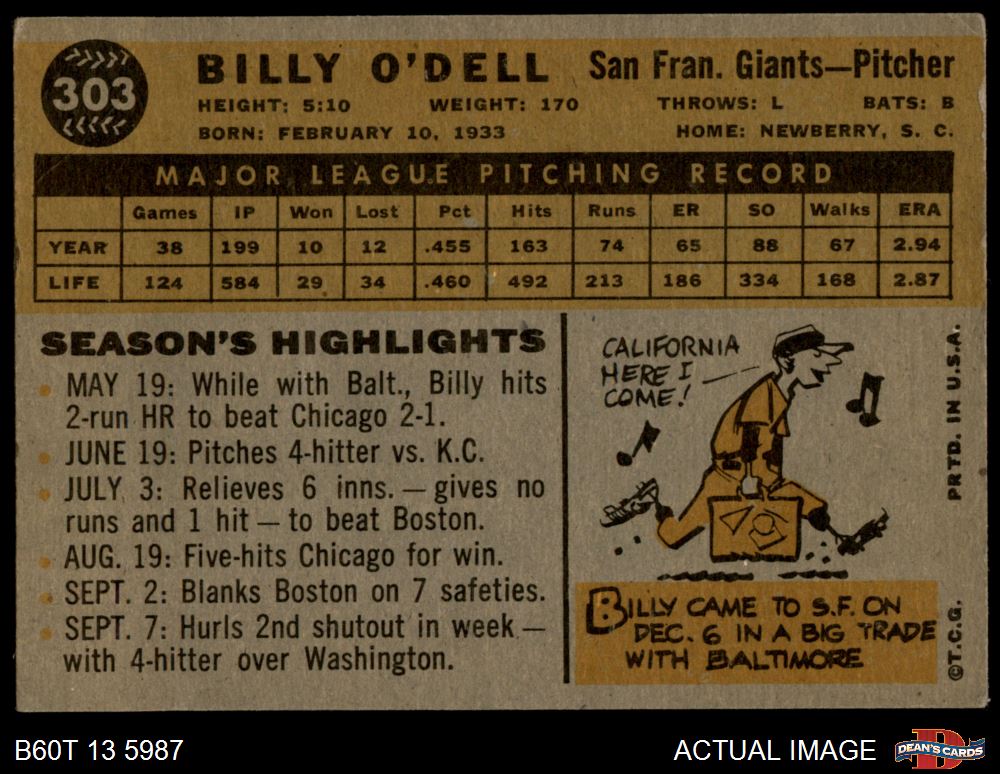 303
BILLY O'DELL San Fran. Giants—Pitcher
HEIGHT: 5:10 WEIGHT: 170 THROWS: L BATS: B
BORN: FEBRUARY 10, 1933 HOME: NEWBERRY, S. C.
MAJOR LEAGUE PITCHING RECORD
Games IP Won Lost Pct Hits Runs ER SO Walks ERA
YEAR 38 199 10 12 .455 163 74 65 88 67 2.94
LIFE 124 584 29 34 .460 492 213 186 334 168 2.87
SEASON'S HIGHLIGHTS
• MAY 19: While with Balt., Billy hits
2-run HR to beat Chicago 2-1.
• JUNE 19: Pitches 4-hitter vs. K.C.
• JULY 3: Relieves 6 inns. — gives no
runs and 1 hit — to beat Boston.
• AUG. 19: Five-hits Chicago for win.
• SEPT. 2: Blanks Boston on 7 safeties.
• SEPT. 7: Hurls 2nd shutout in week —
with 4-hitter over Washington.
CALIFORNIA
HERE I
COME!
BILLY CAME TO S.F. ON
DEC. 6 IN A BIG TRADE
WITH BALTIMORE
©T.C.G. PRTD. IN U.S.A.
B60T 13 5987 ACTUAL IMAGE DEAN'S CARDS